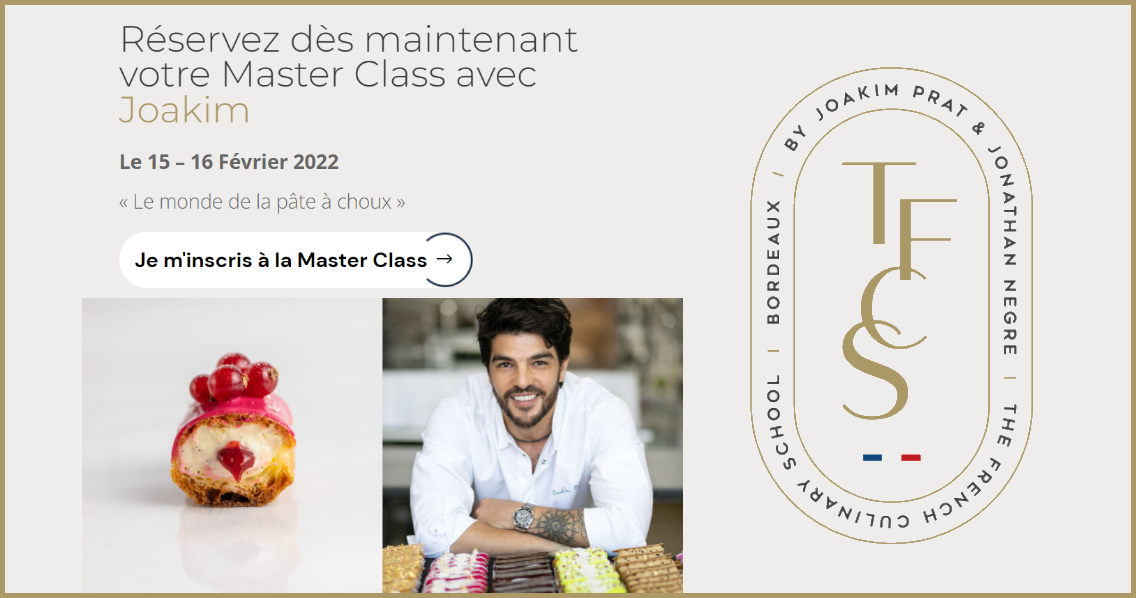 Réservez dès maintenant
votre Master Class avec
Joakim
Le 15 – 16 Février 2022
« Le monde de la pâte à choux »
Je m'inscris à la Master Class →
BY JOAKIM PRAT & JONATHAN NEGRE | THE FRENCH CULINARY SCHOOL | BORDEAUX |
TFCS